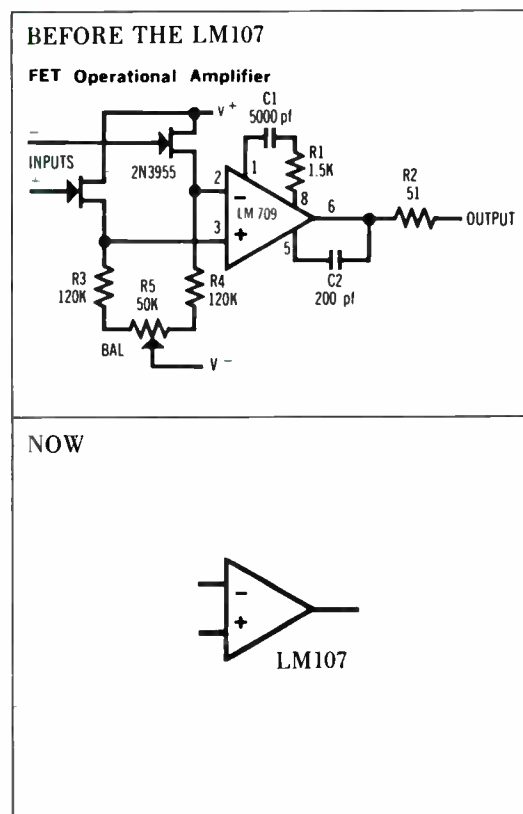 BEFORE THE LM107
FET Operational Amplifier
V+
C1
5000 pf
−
INPUTS
+
2N3955
1
R1
1.5K
2
−
LM 709
8
6
R2
51
OUTPUT
3
+
5
C2
200 pf
R3
120K
R5
50K
R4
120K
BAL
V −
NOW
−
+
LM107